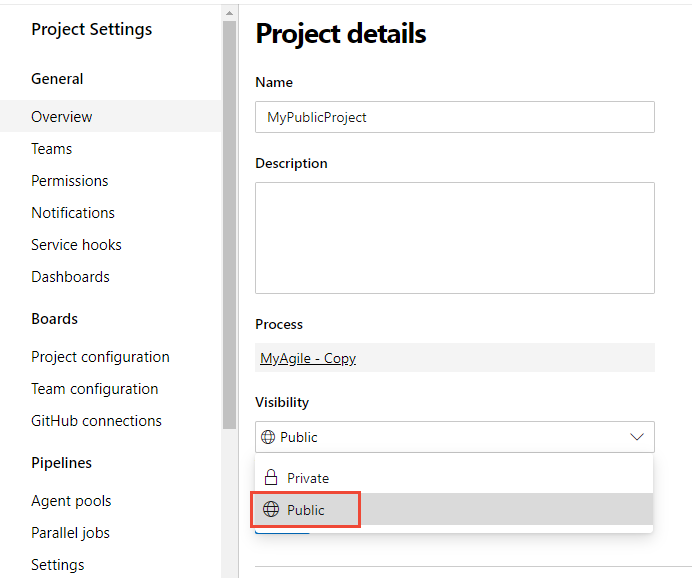 Project Settings
General
Overview
Teams
Permissions
Notifications
Service hooks
Dashboards
Boards
Project configuration
Team configuration
GitHub connections
Pipelines
Agent pools
Parallel jobs
Settings
Project details
Name
MyPublicProject
Description
Process
MyAgile - Copy
Visibility
Public
Private
Public